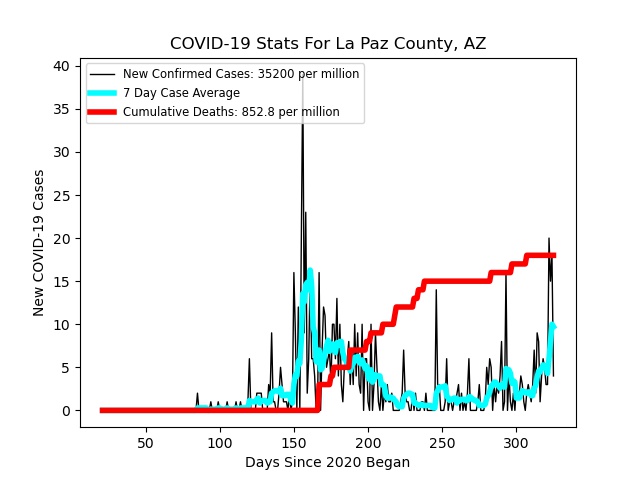 COVID-19 Stats For La Paz County, AZ
New Confirmed Cases: 35200 per million
7 Day Case Average
Cumulative Deaths: 852.8 per million
New COVID-19 Cases
40
35
30
25
20
15
10
5
0
50 100 150 200 250 300
Days Since 2020 Began